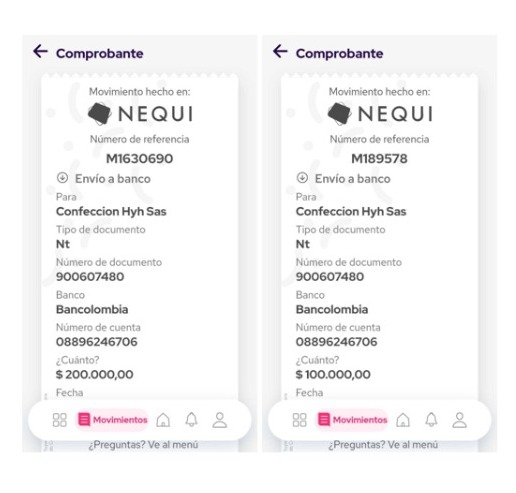 Comprobante
Movimiento hecho en:
NEQUI
Número de referencia
M1630690
Envío a banco
Para
Confeccion Hyh Sas
Tipo de documento
Nt
Número de documento
900607480
Banco
Bancolombia
Número de cuenta
08896246706
¿Cuánto?
$ 200.000,00
Fecha
Movimientos
¿Preguntas? Ve al menú
Comprobante
Movimiento hecho en:
NEQUI
Número de referencia
M189578
Envío a banco
Para
Confeccion Hyh Sas
Tipo de documento
Nt
Número de documento
900607480
Banco
Bancolombia
Número de cuenta
08896246706
¿Cuánto?
$ 100.000,00
Fecha
Movimientos
¿Preguntas? Ve al menú